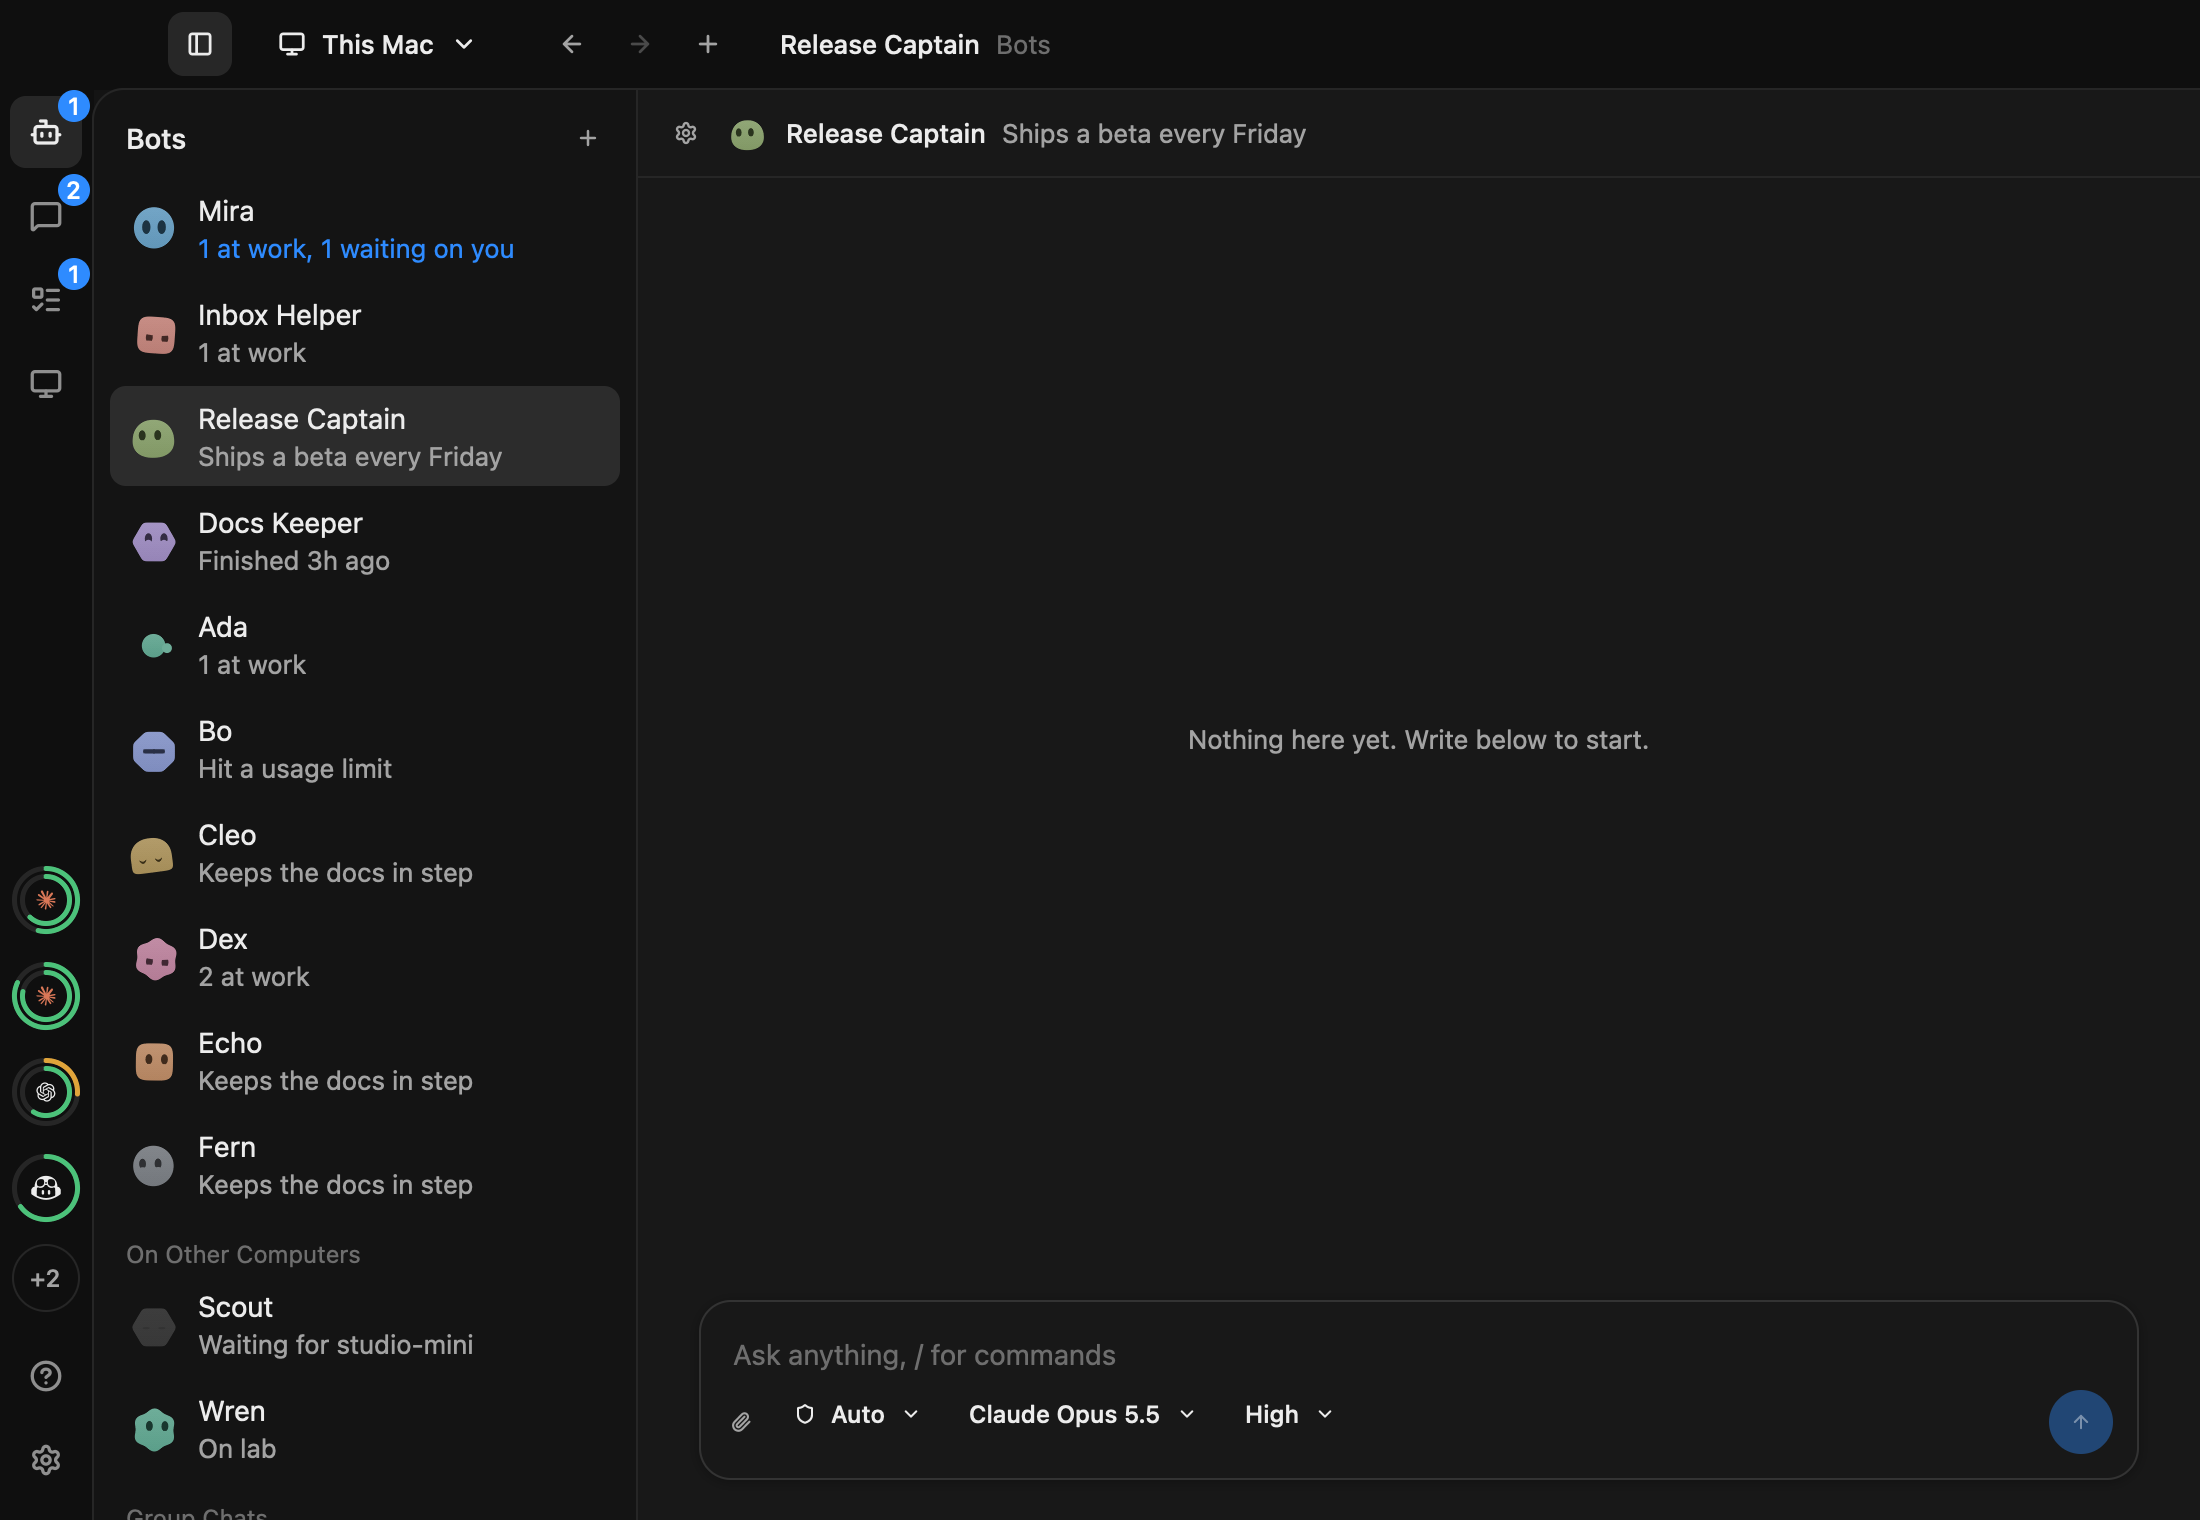 This Mac
Release Captain Bots
1
2
1
Bots
Mira
1 at work, 1 waiting on you
Inbox Helper
1 at work
Release Captain
Ships a beta every Friday
Docs Keeper
Finished 3h ago
Ada
1 at work
Bo
Hit a usage limit
Cleo
Keeps the docs in step
Dex
2 at work
Echo
Keeps the docs in step
Fern
Keeps the docs in step
On Other Computers
Scout
Waiting for studio-mini
Wren
On lab
Group Chats
+2
Release Captain Ships a beta every Friday
Nothing here yet. Write below to start.
Ask anything, / for commands
Auto Claude Opus 5.5 High